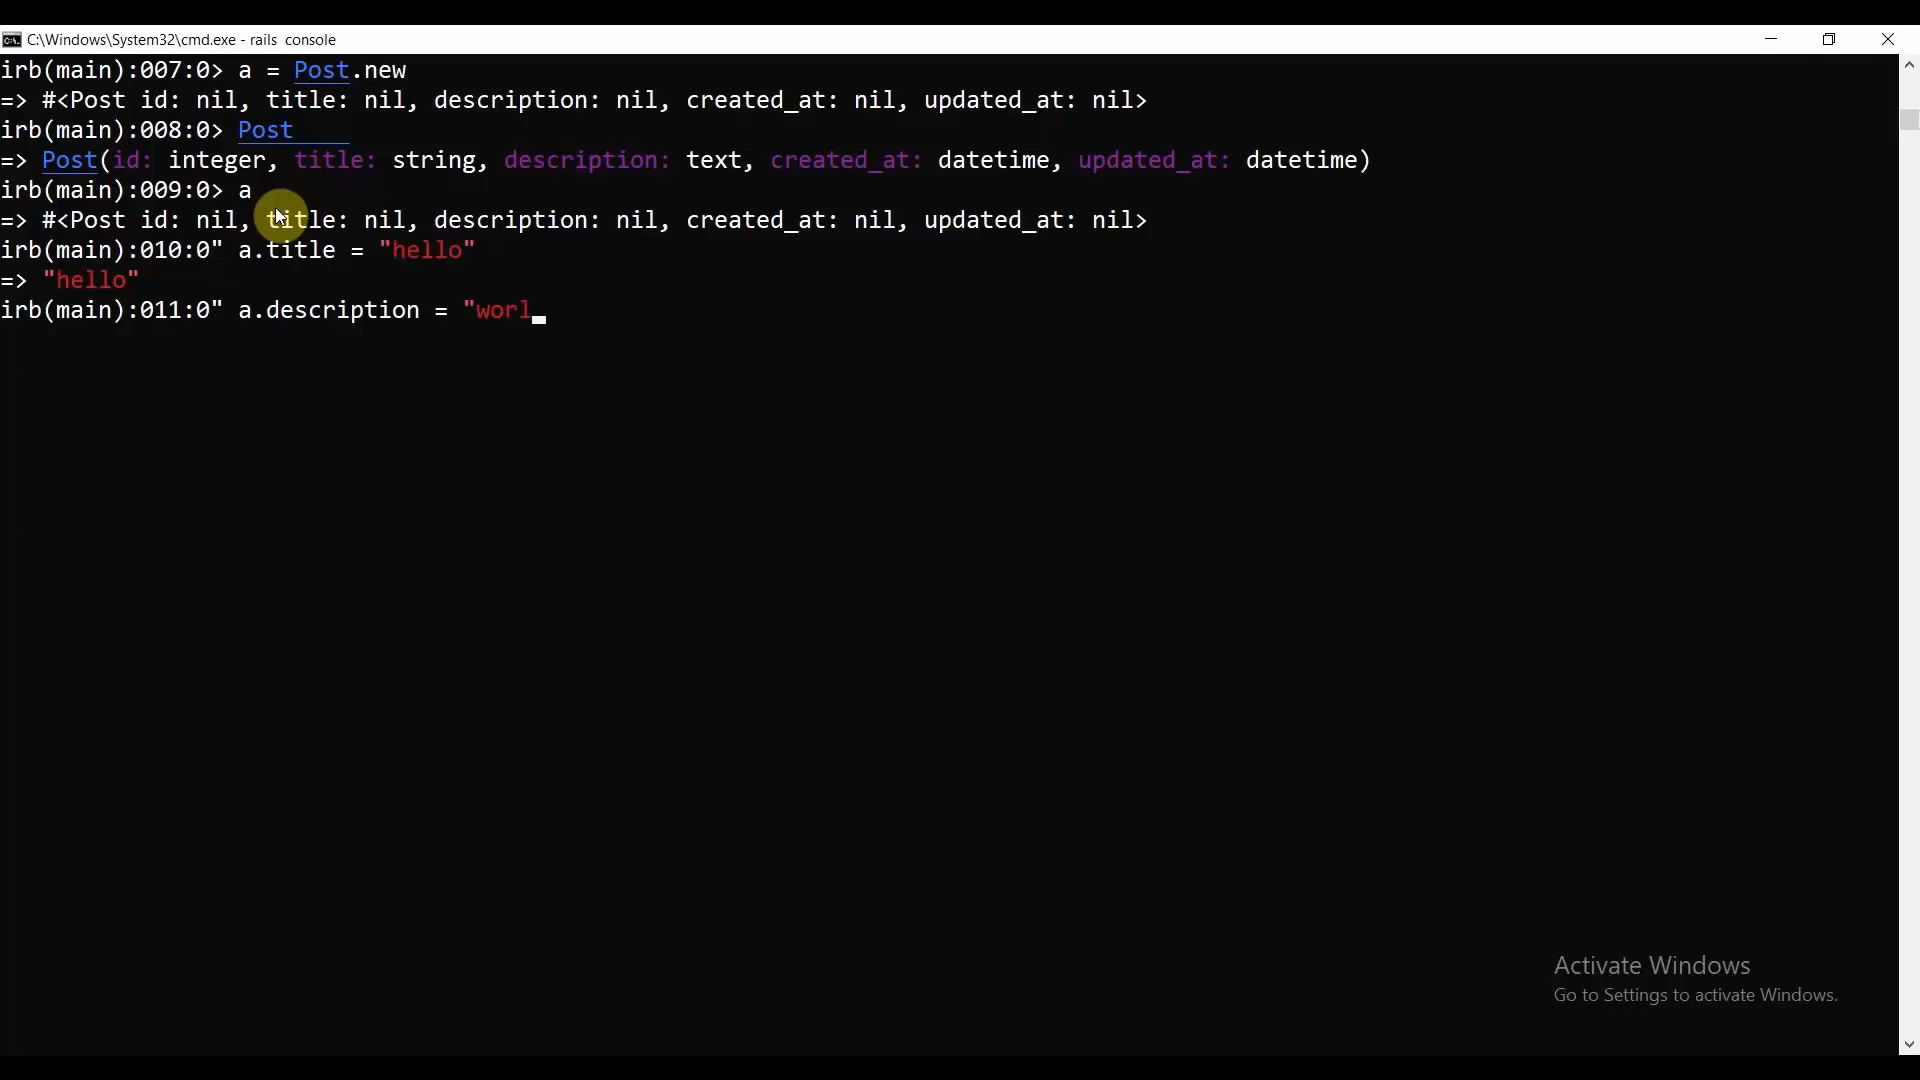 C:\Windows\System32\cmd.exe - rails  console
irb(main):007:0> a = Post.new
=> #<Post id: nil, title: nil, description: nil, created_at: nil, updated_at: nil>
irb(main):008:0> Post
=> Post(id: integer, title: string, description: text, created_at: datetime, updated_at: datetime)
irb(main):009:0> a
=> #<Post id: nil, title: nil, description: nil, created_at: nil, updated_at: nil>
irb(main):010:0" a.title = "hello"
=> "hello"
irb(main):011:0" a.description = "worl_
Activate Windows
Go to Settings to activate Windows.